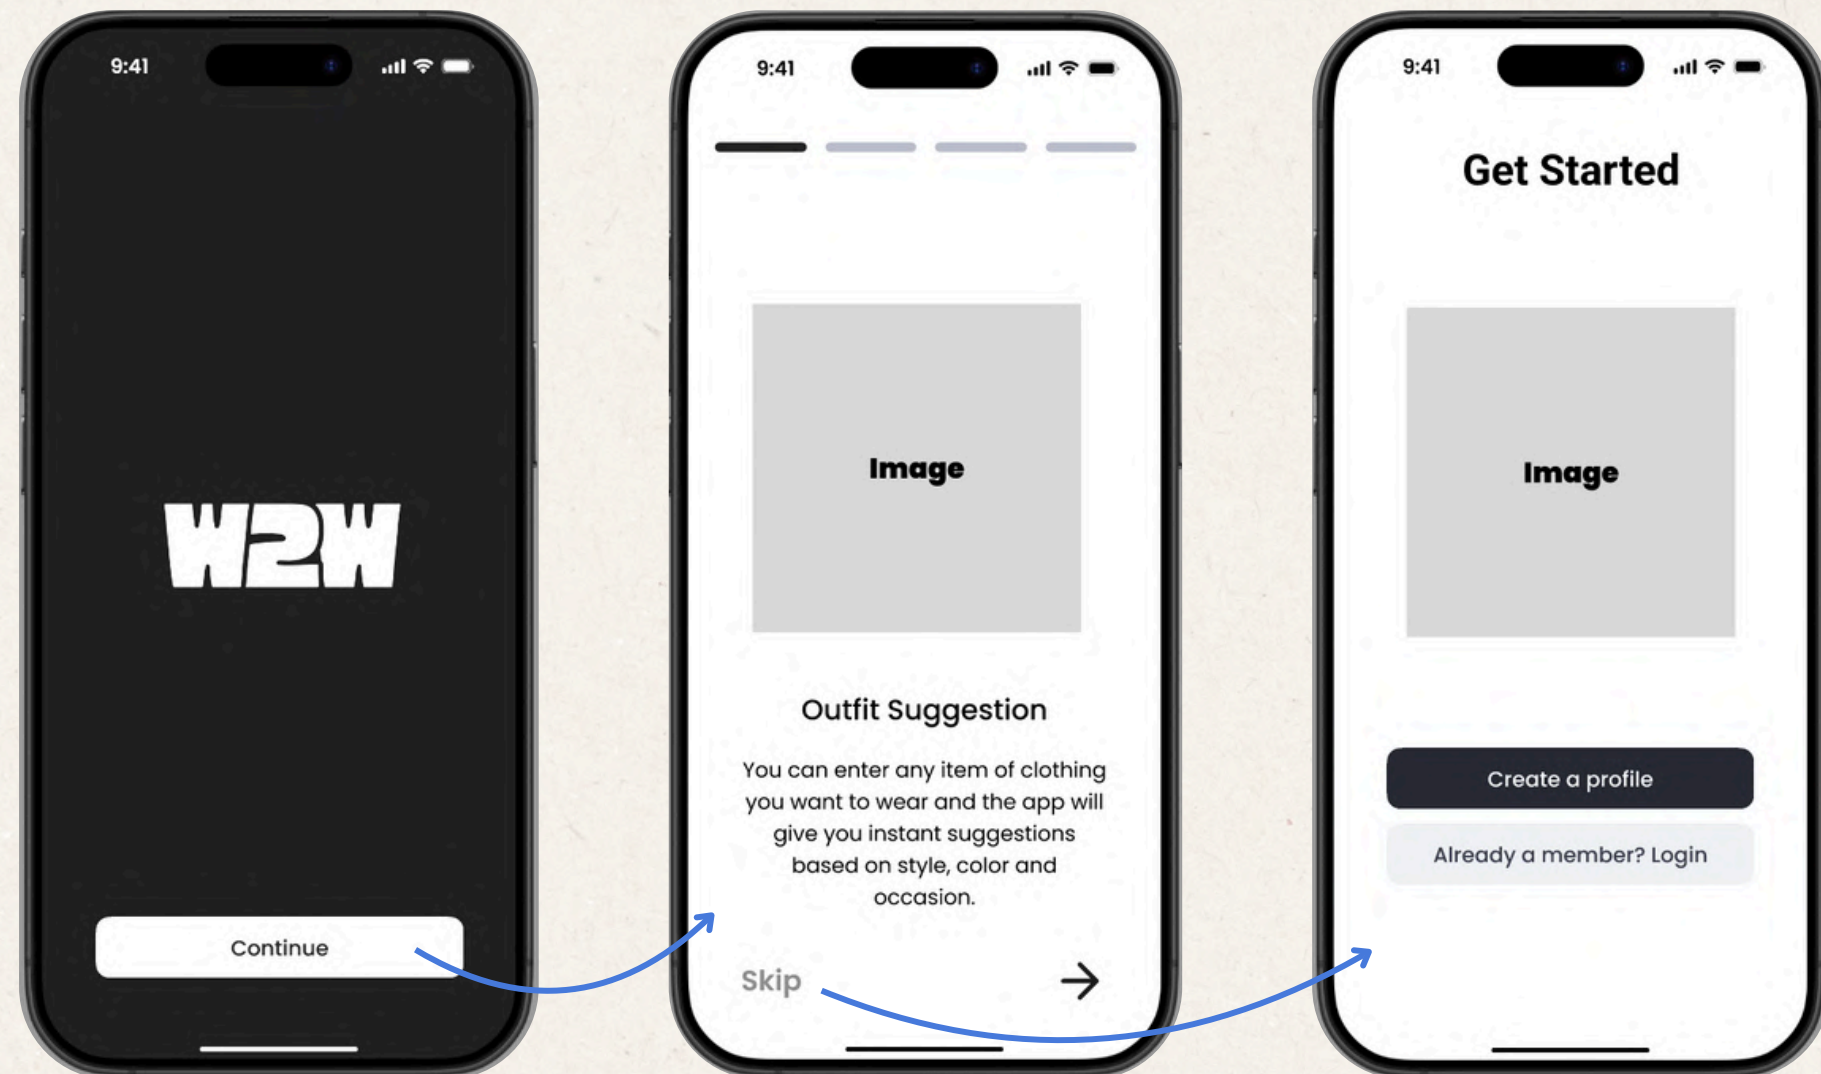 9:41
W2W
Continue
9:41
Image
Outfit Suggestion
You can enter any item of clothing
you want to wear and the app will
give you instant suggestions
based on style, color and
occasion.
Skip
9:41
Get Started
Image
Create a profile
Already a member? Login